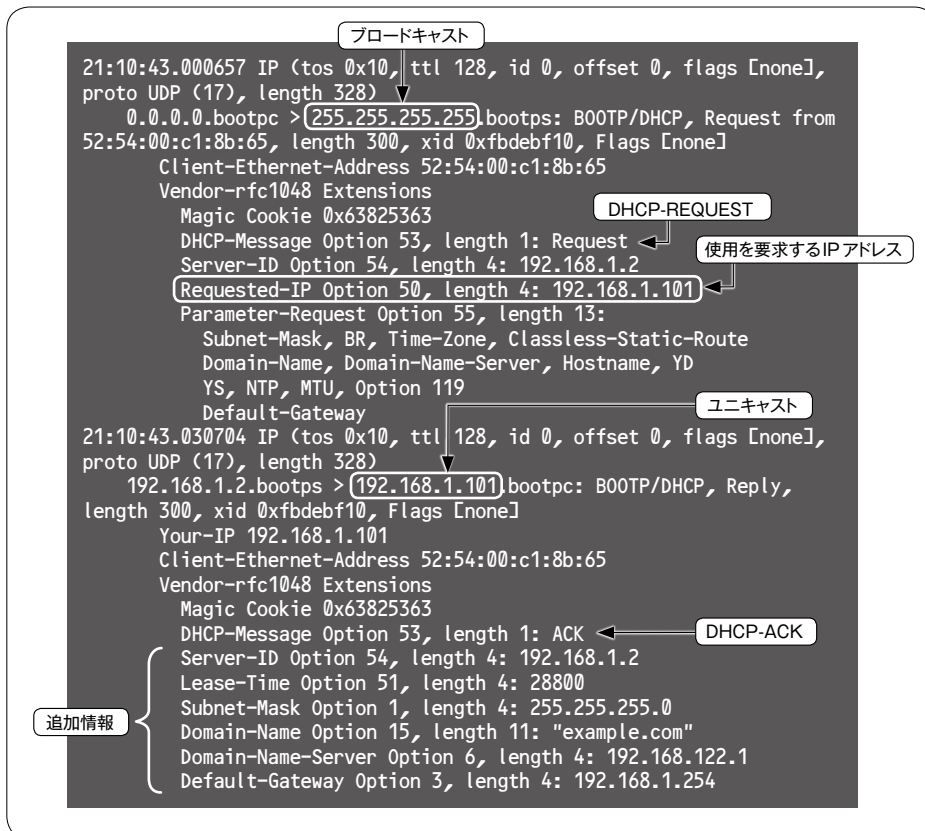 ブロードキャスト
21:10:43.000657 IP (tos 0x10, ttl 128, id 0, offset 0, flags [none],
proto UDP (17), length 328)
0.0.0.0.bootpc > 255.255.255.255.bootps: BOOTP/DHCP, Request from
52:54:00:c1:8b:65, length 300, xid 0xfbdebf10, Flags [none]
Client-Ethernet-Address 52:54:00:c1:8b:65
Vendor-rfc1048 Extensions
Magic Cookie 0x63825363
DHCP-REQUEST
DHCP-Message Option 53, length 1: Request
使用を要求するIPアドレス
Server-ID Option 54, length 4: 192.168.1.2
Requested-IP Option 50, length 4: 192.168.1.101
Parameter-Request Option 55, length 13:
Subnet-Mask, BR, Time-Zone, Classless-Static-Route
Domain-Name, Domain-Name-Server, Hostname, YD
YS, NTP, MTU, Option 119
Default-Gateway
ユニキャスト
21:10:43.030704 IP (tos 0x10, ttl 128, id 0, offset 0, flags [none],
proto UDP (17), length 328)
192.168.1.2.bootps > 192.168.1.101.bootpc: BOOTP/DHCP, Reply,
length 300, xid 0xfbdebf10, Flags [none]
Your-IP 192.168.1.101
Client-Ethernet-Address 52:54:00:c1:8b:65
Vendor-rfc1048 Extensions
Magic Cookie 0x63825363
DHCP-Message Option 53, length 1: ACK
DHCP-ACK
Server-ID Option 54, length 4: 192.168.1.2
Lease-Time Option 51, length 4: 28800
Subnet-Mask Option 1, length 4: 255.255.255.0
追加情報
Domain-Name Option 15, length 11: "example.com"
Domain-Name-Server Option 6, length 4: 192.168.122.1
Default-Gateway Option 3, length 4: 192.168.1.254